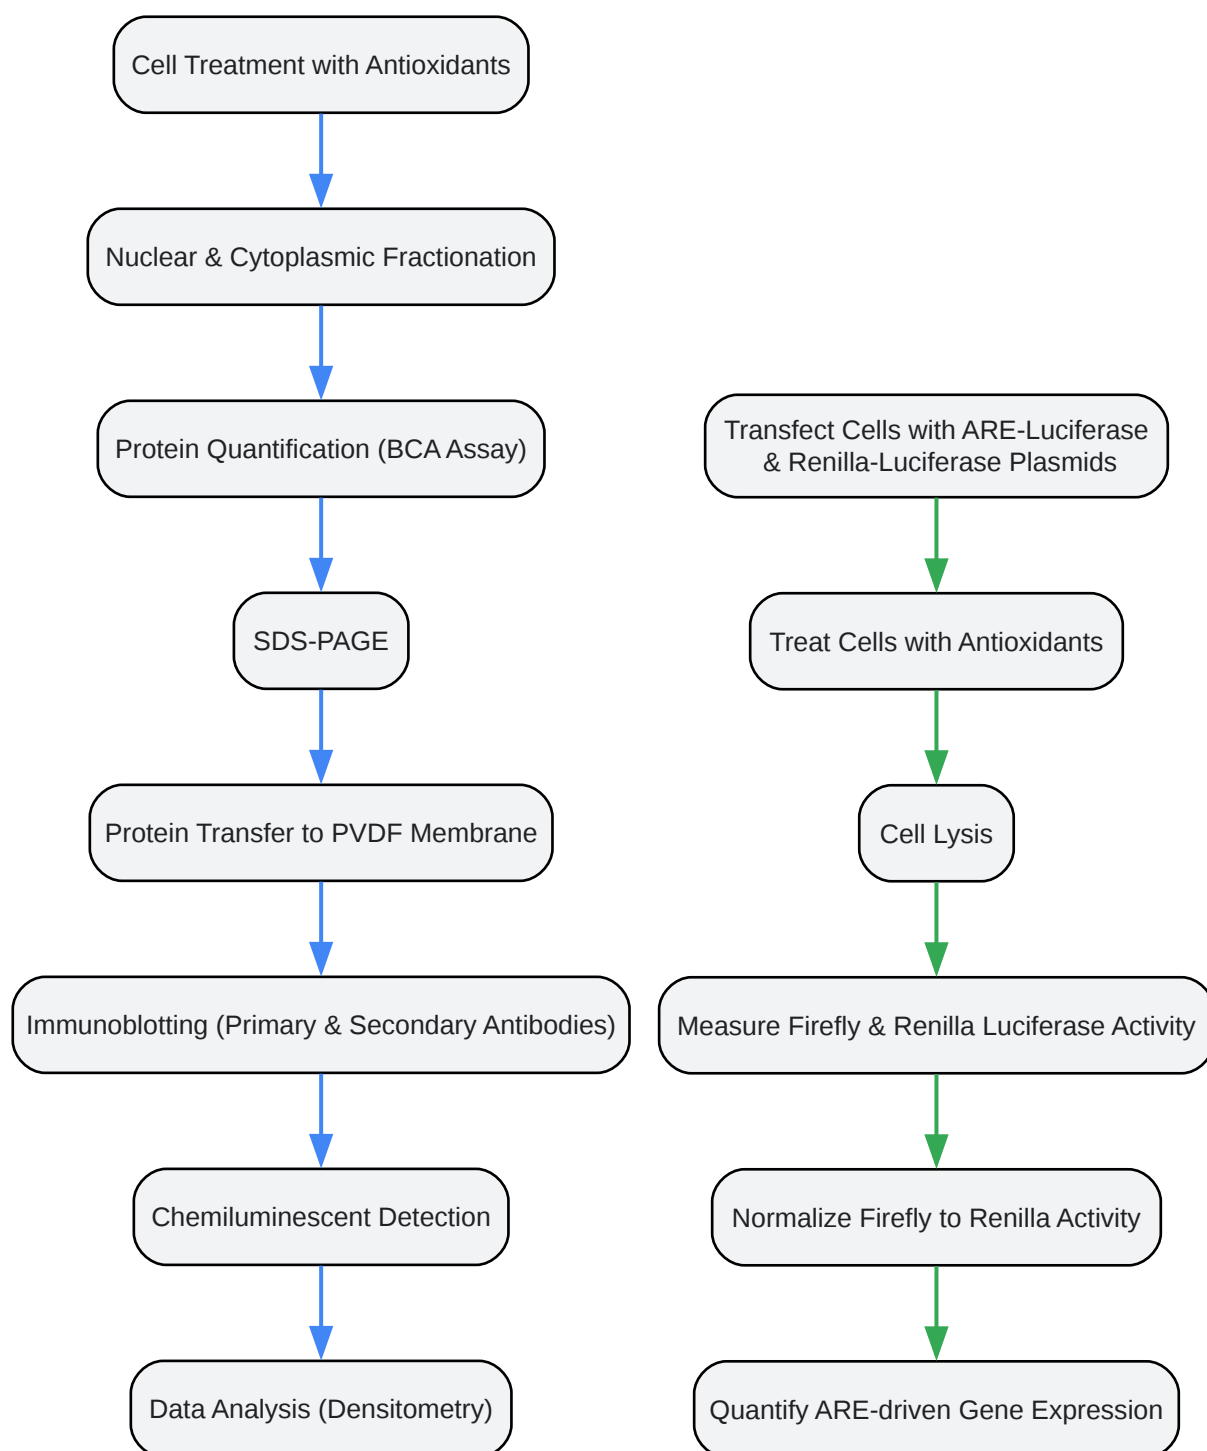 Cell Treatment with Antioxidants
Nuclear & Cytoplasmic Fractionation
Protein Quantification (BCA Assay)
SDS-PAGE
Protein Transfer to PVDF Membrane
Immunoblotting (Primary & Secondary Antibodies)
Chemiluminescent Detection
Data Analysis (Densitometry)
Transfect Cells with ARE-Luciferase
& Renilla-Luciferase Plasmids
Treat Cells with Antioxidants
Cell Lysis
Measure Firefly & Renilla Luciferase Activity
Normalize Firefly to Renilla Activity
Quantify ARE-driven Gene Expression